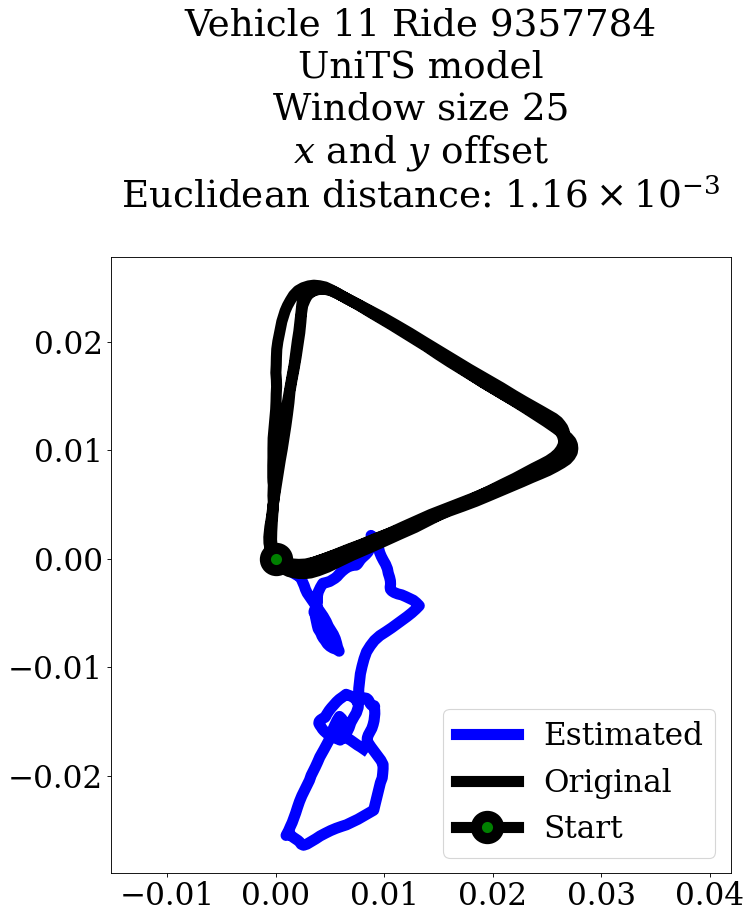 Vehicle 11 Ride 9357784
UniTS model
Window size 25
x and y offset
Euclidean distance: 1.16 × 10⁻³
0.02
0.01
0.00
−0.01
−0.02
Estimated
Original
Start
−0.01 0.00 0.01 0.02 0.03 0.04